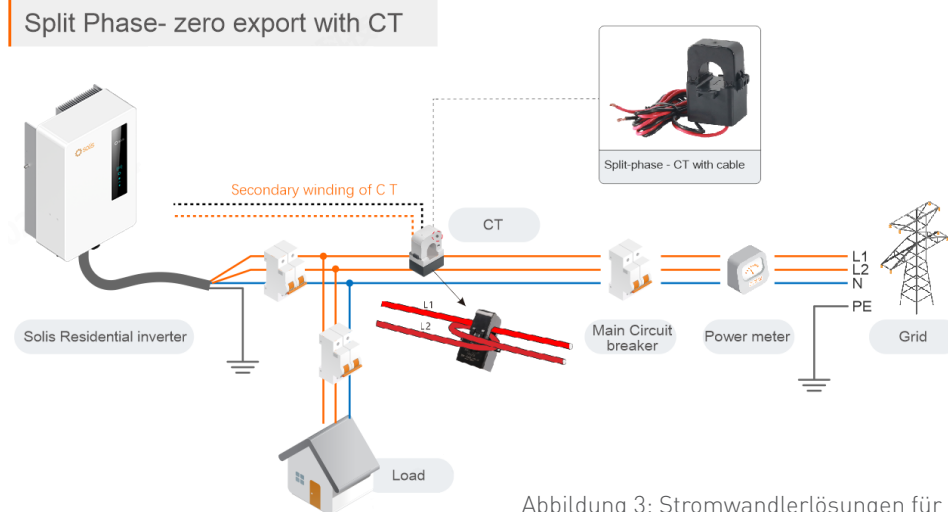 Split Phase- zero export with CT
Split-phase - CT with cable
Secondary winding of C T
CT
L1
L2
N
PE
L1
L2
Solis Residential inverter
Main Circuit
breaker
Power meter
Grid
Load
Abbildung 3: Stromwandlerlösungen für
solis